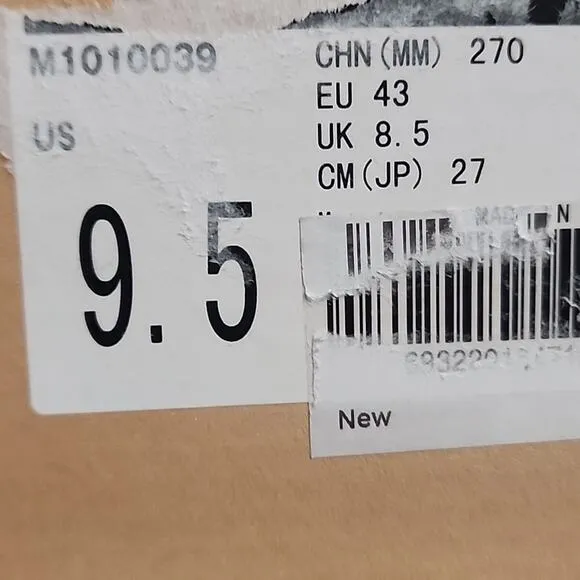 M1010039
US
9.5
CHN(MM) 270
EU 43
UK 8.5
CM(JP) 27
New